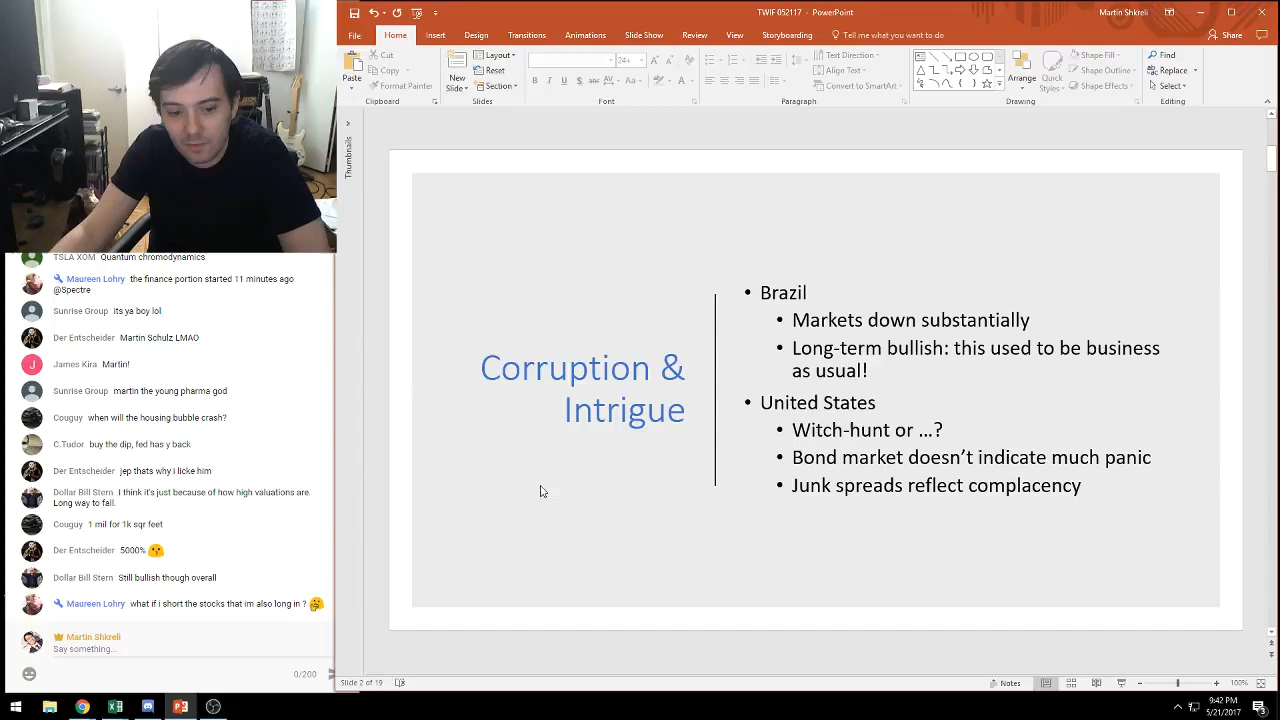 TWIF 052117 - PowerPoint
Martin Shkreli
File
Home
Insert
Design
Transitions
Animations
Slide Show
Review
View
Storyboarding
Tell me what you want to do
Share
Paste
Cut
Copy
Format Painter
Clipboard
New
Slide
Layout
Reset
Section
Slides
24+
Font
Text Direction
Align Text
Convert to SmartArt
Paragraph
Arrange
Quick
Styles
Shape Fill
Shape Outline
Shape Effects
Drawing
Find
Replace
Select
Editing
Thumbnails
Corruption &
Intrigue
• Brazil
• Markets down substantially
• Long-term bullish: this used to be business
as usual!
• United States
• Witch-hunt or …?
• Bond market doesn’t indicate much panic
• Junk spreads reflect complacency
TSLA XOM Quantum chromodynamics
Maureen Lohry the finance portion started 11 minutes ago
@Spectre
Sunrise Group its ya boy lol
Der Entscheider Martin Schulz LMAO
J
James Kira Martin!
Sunrise Group martin the young pharma god
Couguy when will the housing bubble crash?
C.Tudor buy the dip, fed has y back
Der Entscheider jep thats why i licke him
Dollar Bill Stern I think it's just because of how high valuations are.
Long way to fall.
Couguy 1 mil for 1k sqr feet
Der Entscheider 5000% 🤫
Dollar Bill Stern Still bullish though overall
Maureen Lohry what if i short the stocks that im also long in ? 🤔
Martin Shkreli
Say something...
0/200
Slide 2 of 19
Notes
100%
9:42 PM
5/21/2017